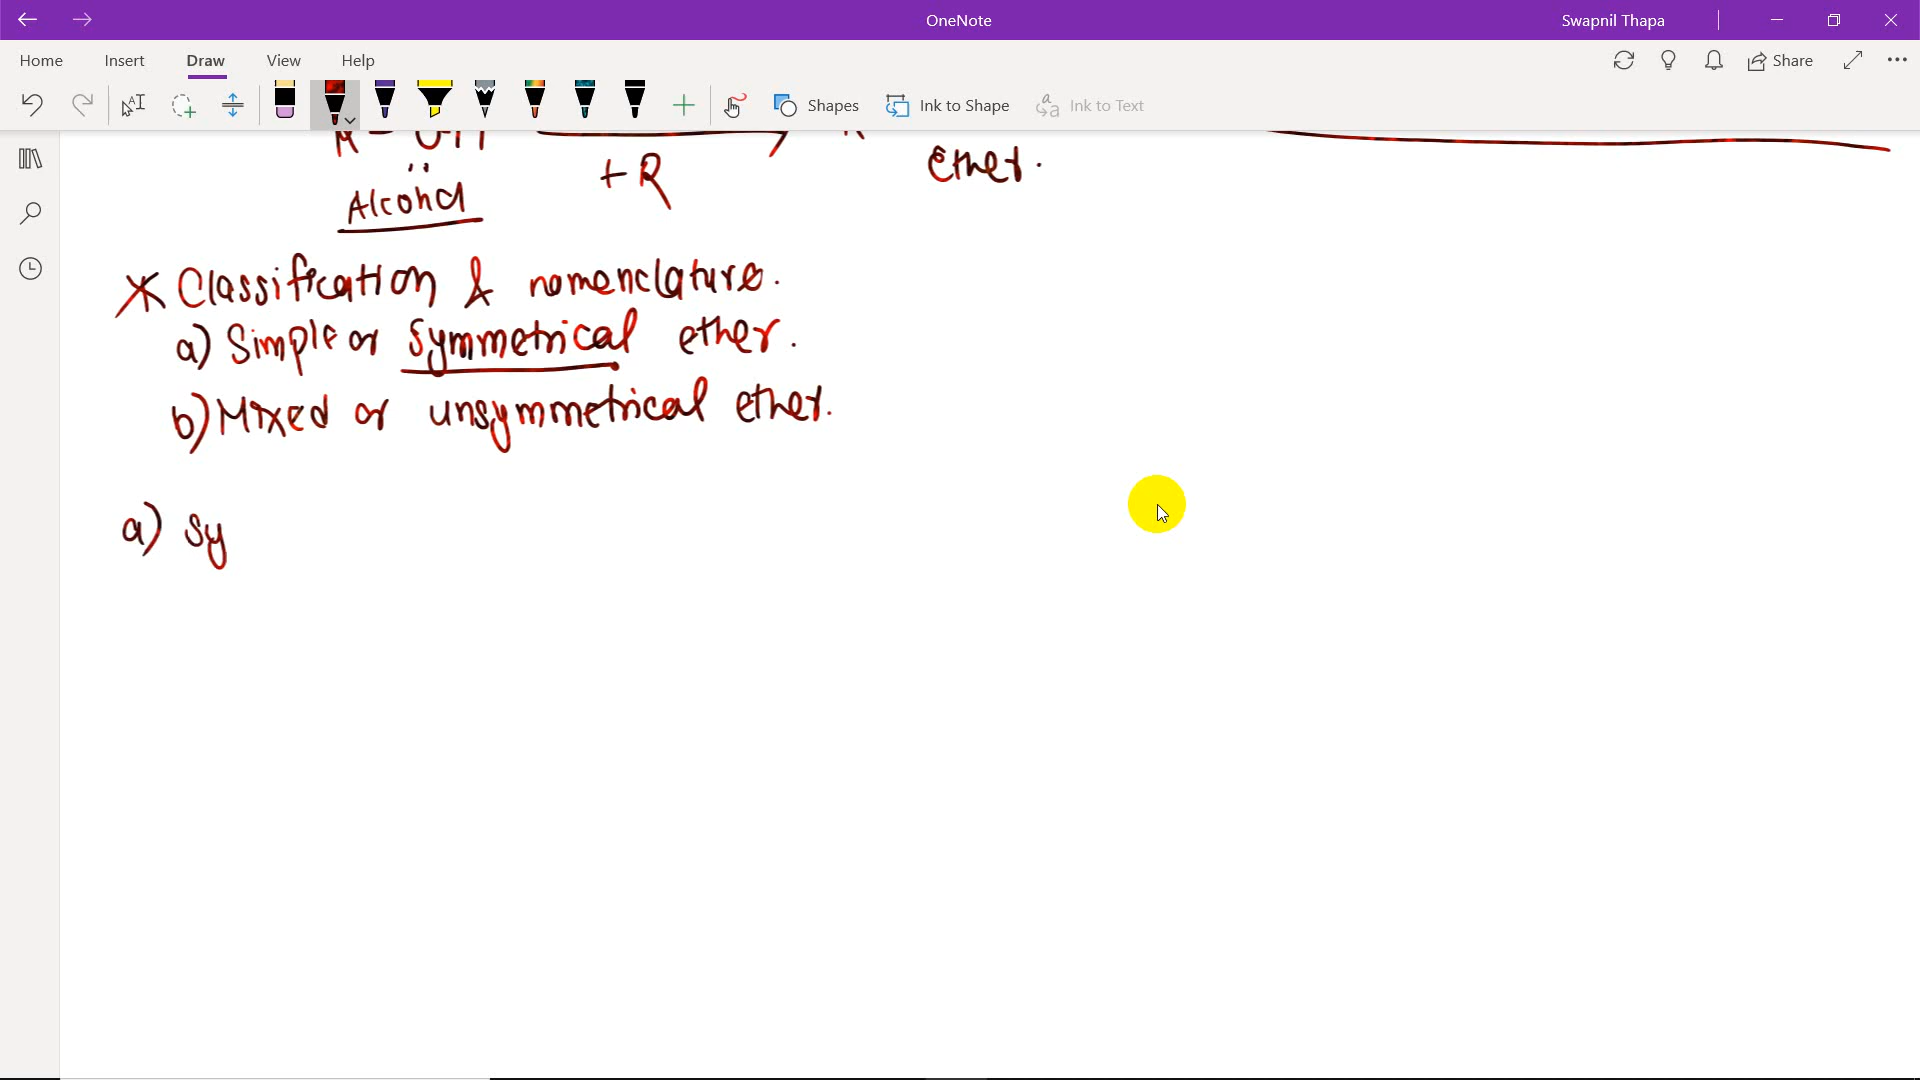 OneNote
Swapnil Thapa
Home Insert Draw View Help
Share
Shapes Ink to Shape Ink to Text
R - OH R
Ether.
+R
Alcohol
* Classification & nomenclature.
a) Simple or symmetrical ether.
b) Mixed or unsymmetrical ether.
a) Sy